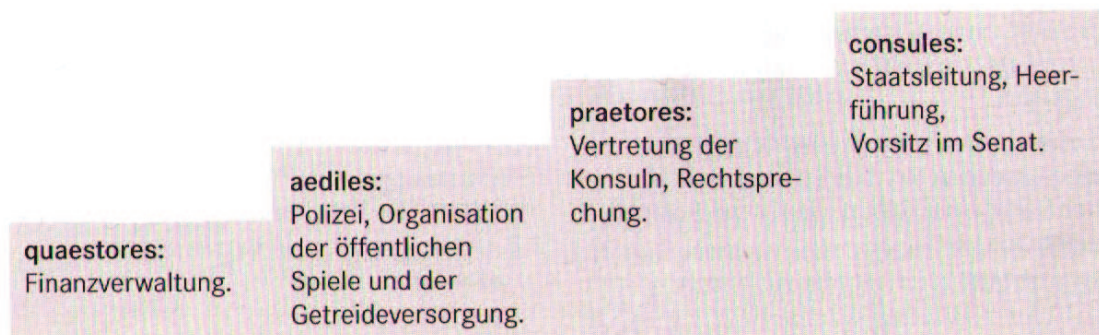 quaestores:
Finanzverwaltung.
aediles:
Polizei, Organisation
der öffentlichen
Spiele und der
Getreideversorgung.
praetores:
Vertretung der
Konsuln, Rechtspre-
chung.
consules:
Staatsleitung, Heer-
führung,
Vorsitz im Senat.